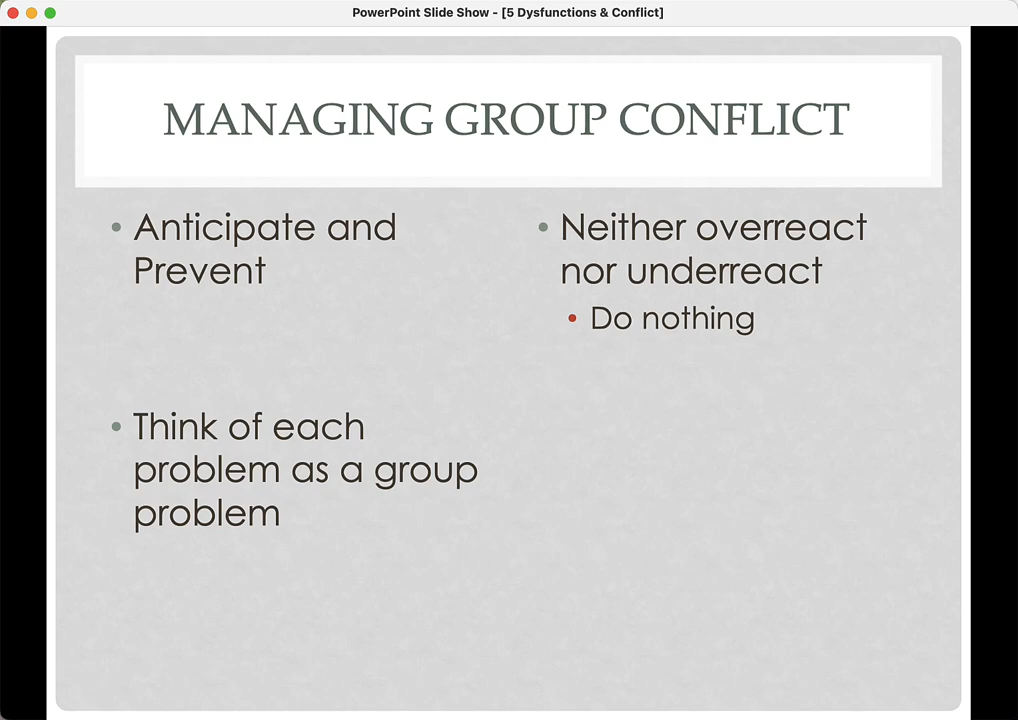 PowerPoint Slide Show - [5 Dysfunctions & Conflict]
MANAGING GROUP CONFLICT
• Anticipate and
Prevent
• Think of each
problem as a group
problem
• Neither overreact
nor underreact
• Do nothing